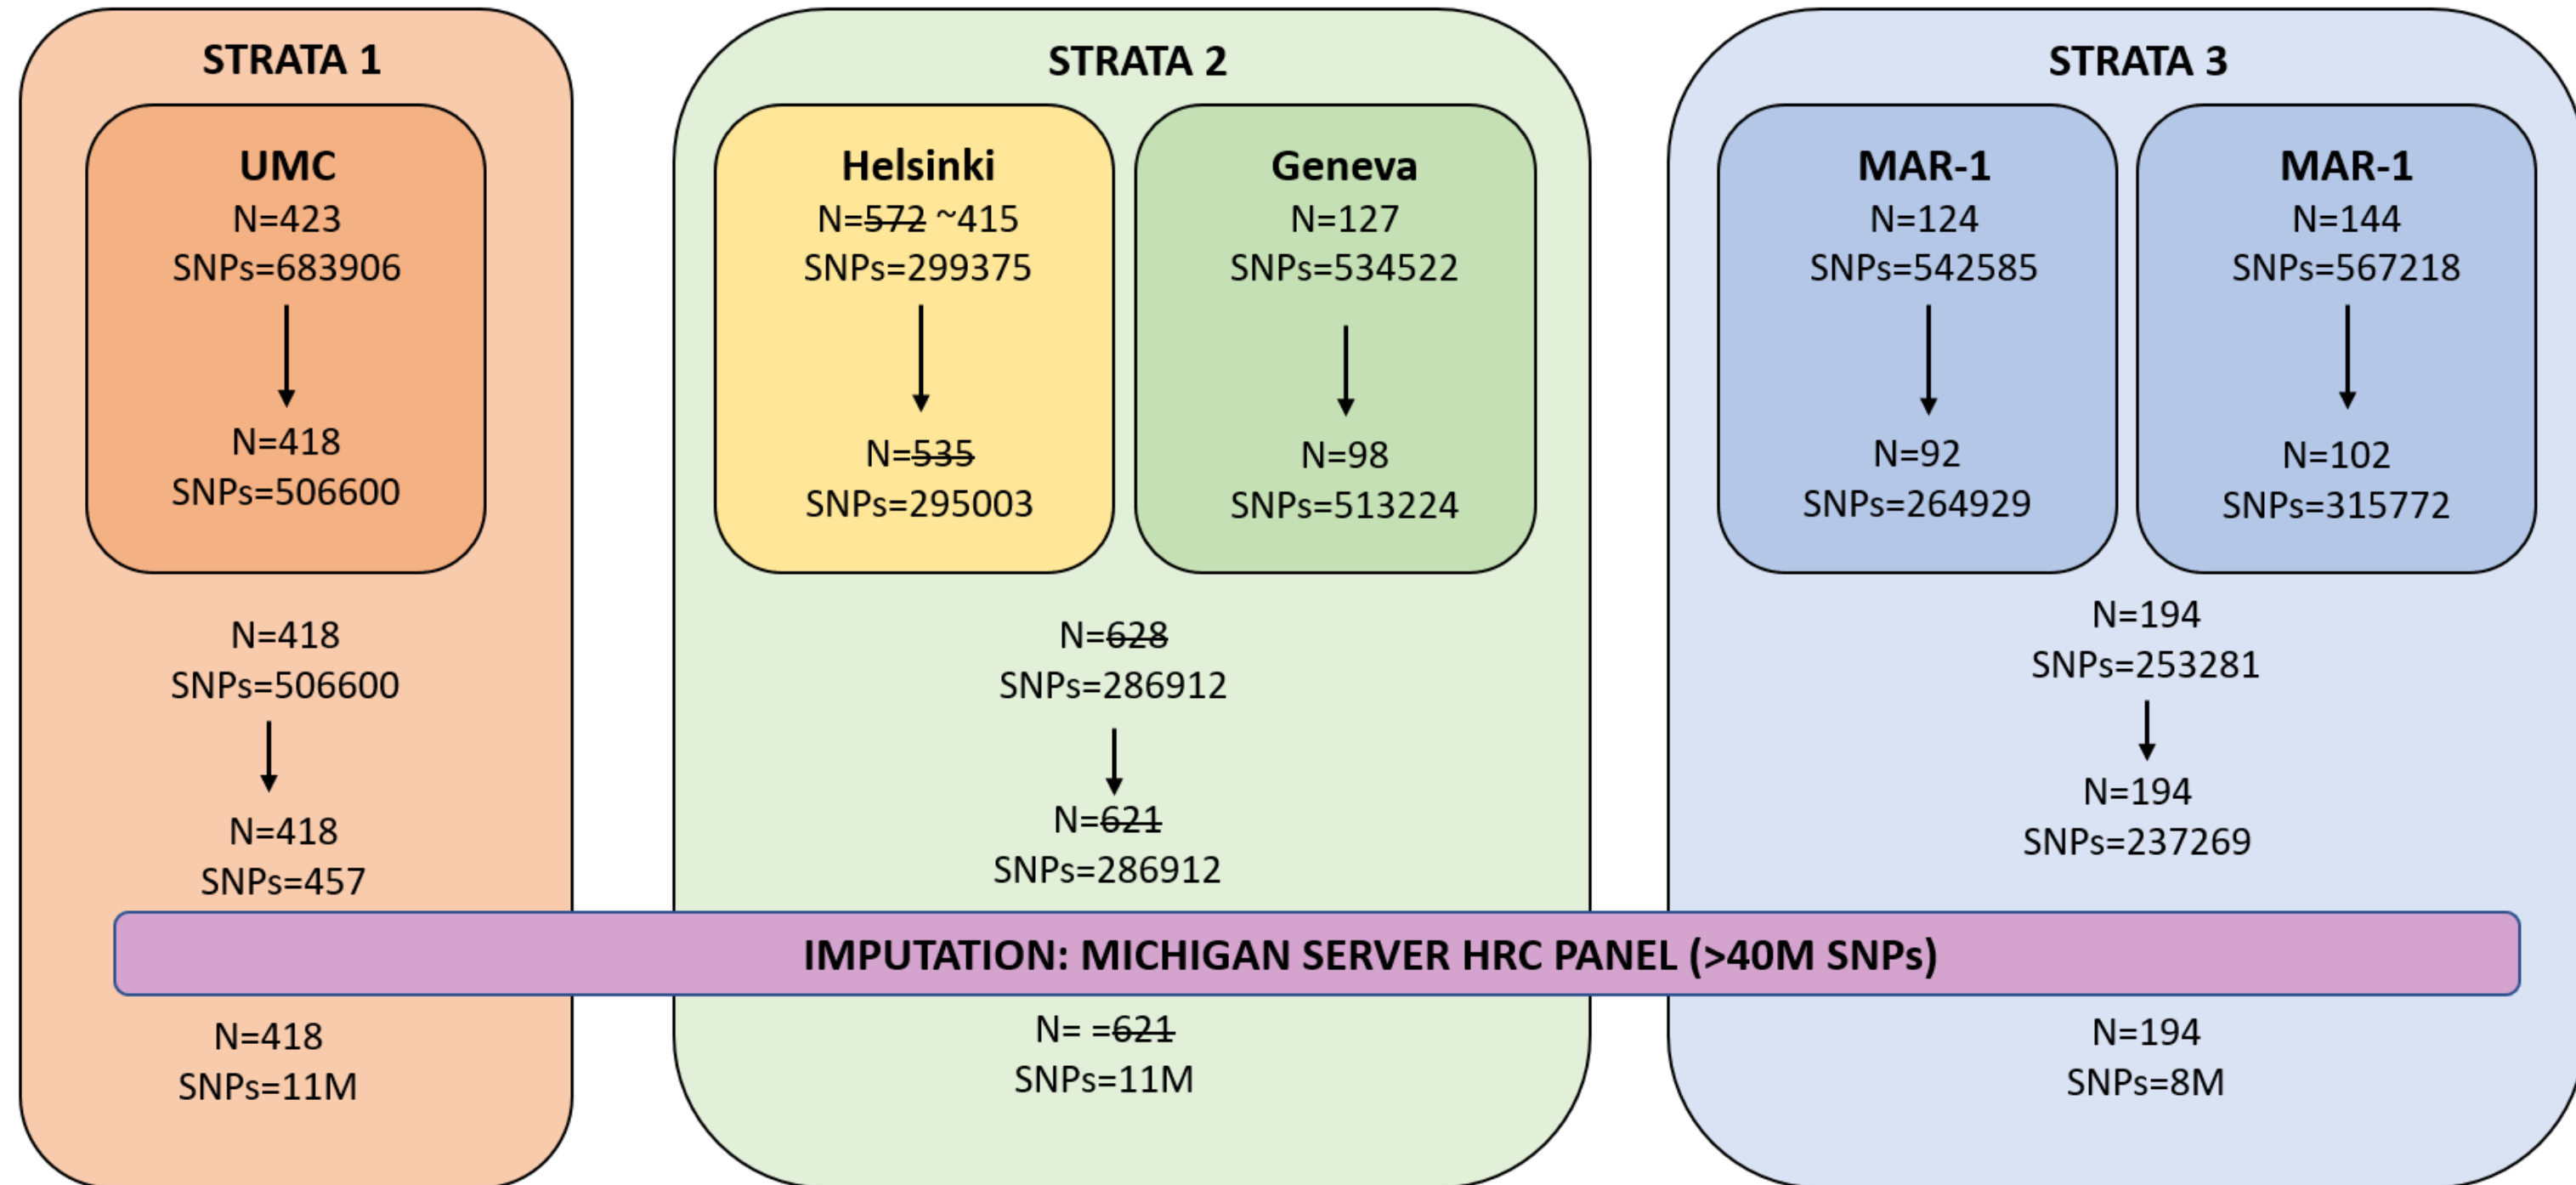 STRATA 1
UMC
N=423
SNPs=683906
N=418
SNPs=506600
N=418
SNPs=506600
N=418
SNPs=457
STRATA 2
Helsinki
N=572 ~415
SNPs=299375
N=535
SNPs=295003
Geneva
N=127
SNPs=534522
N=98
SNPs=513224
N=628
SNPs=286912
N=621
SNPs=286912
STRATA 3
MAR-1
N=124
SNPs=542585
N=92
SNPs=264929
MAR-1
N=144
SNPs=567218
N=102
SNPs=315772
N=194
SNPs=253281
N=194
SNPs=237269
IMPUTATION: MICHIGAN SERVER HRC PANEL (>40M SNPs)
N=418
SNPs=11M
N= =621
SNPs=11M
N=194
SNPs=8M